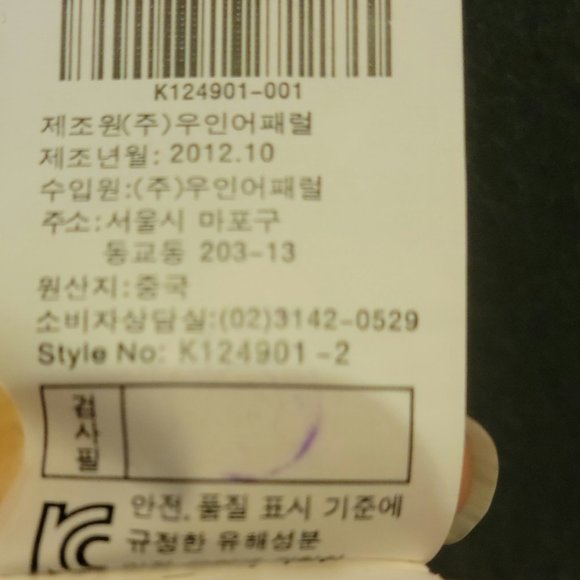 K124901-001
제조원(주)우인어패럴
제조년월: 2012.10
수입원:(주)우인어패럴
주소:서울시 마포구
동교동 203-13
원산지:중국
소비자상담실:(02)3142-0529
Style No: K124901-2
검사필
안전, 품질 표시 기준에
규정한 유해성분